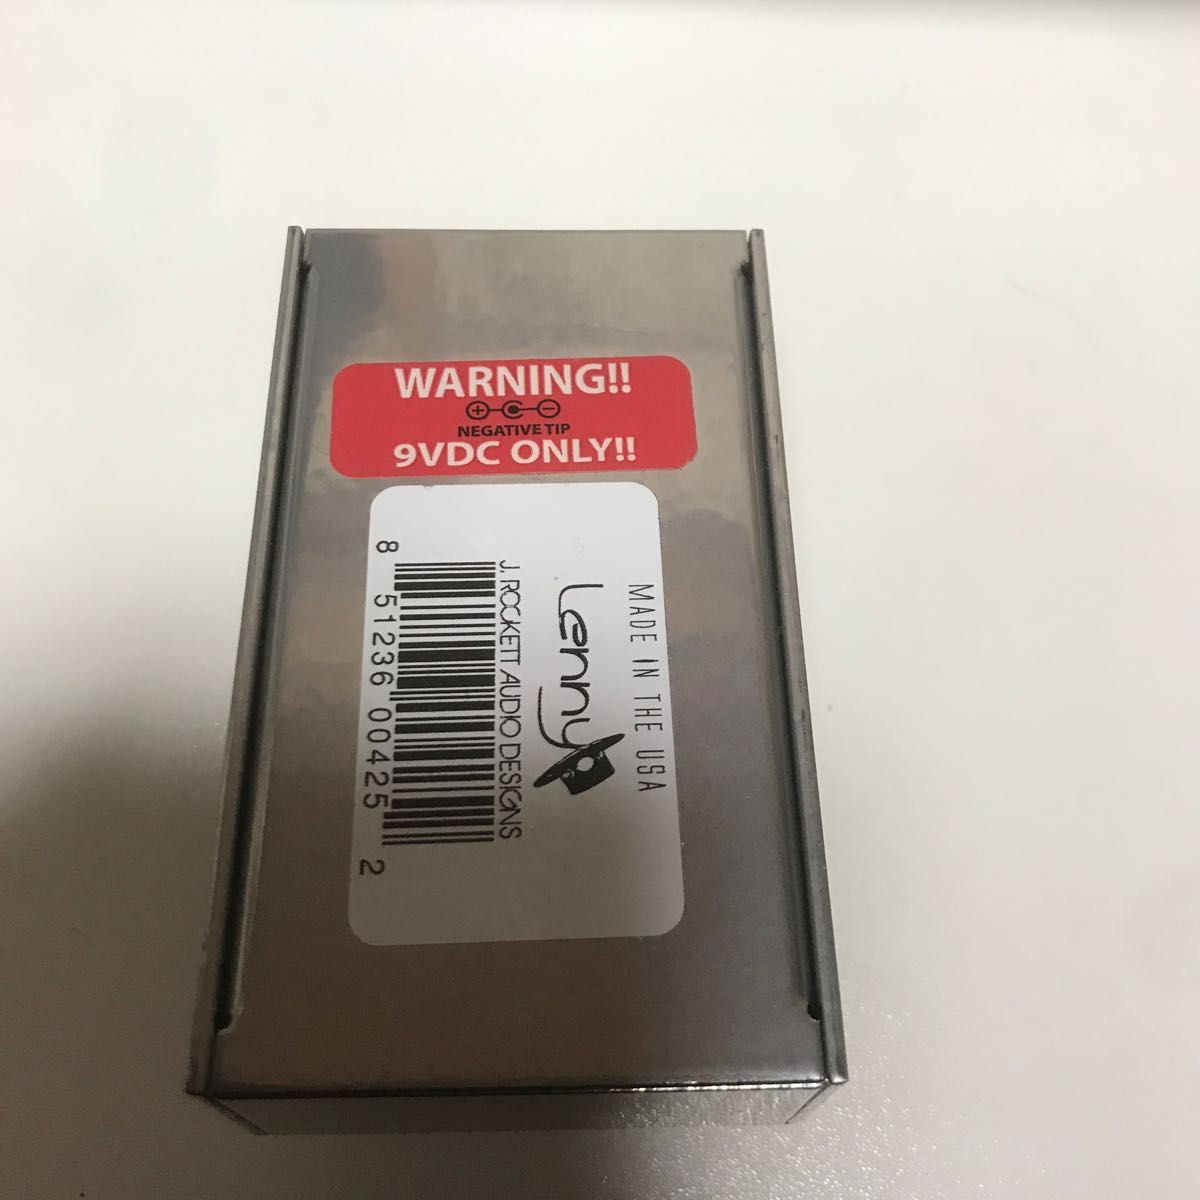 WARNING!!
NEGATIVE TIP
9VDC ONLY!!
MADE IN THE USA
Lenny
J. ROCKETT AUDIO DESIGNS
8 51236 00425 2